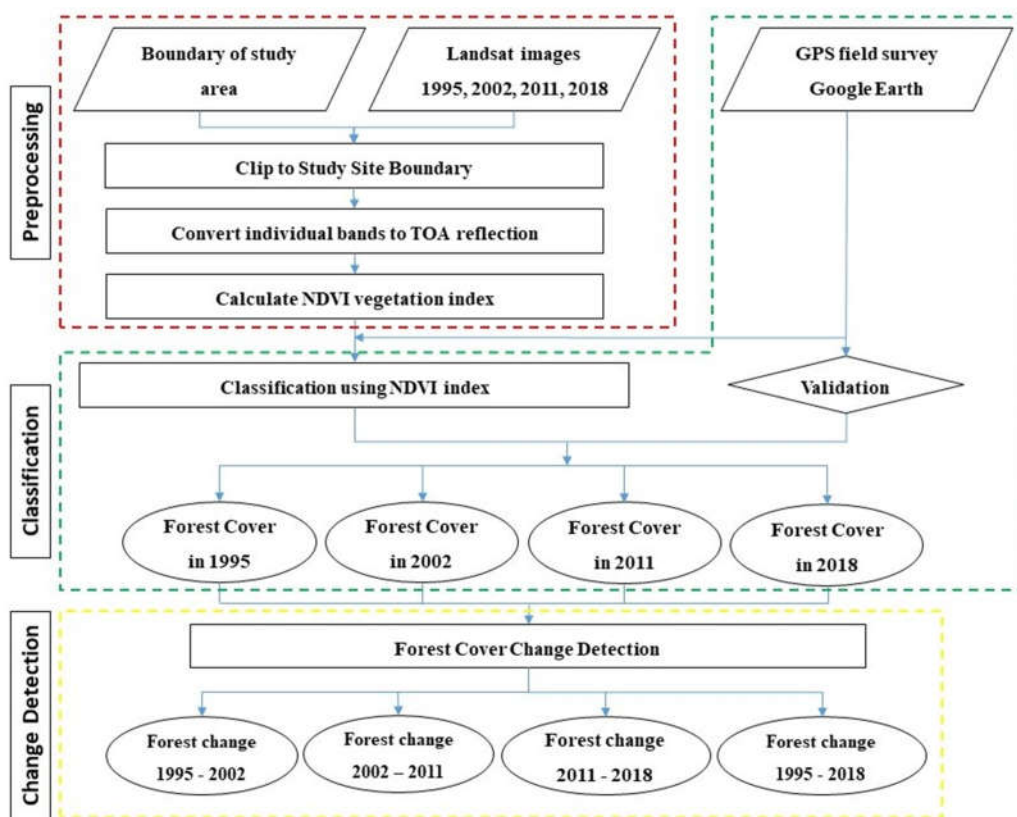 Preprocessing
Boundary of study
area
Landsat images
1995, 2002, 2011, 2018
GPS field survey
Google Earth
Clip to Study Site Boundary
Convert individual bands to TOA reflection
Calculate NDVI vegetation index
Classification
Classification using NDVI index
Validation
Forest Cover
in 1995
Forest Cover
in 2002
Forest Cover
in 2011
Forest Cover
in 2018
Change Detection
Forest Cover Change Detection
Forest change
1995 - 2002
Forest change
2002 – 2011
Forest change
2011 - 2018
Forest change
1995 - 2018